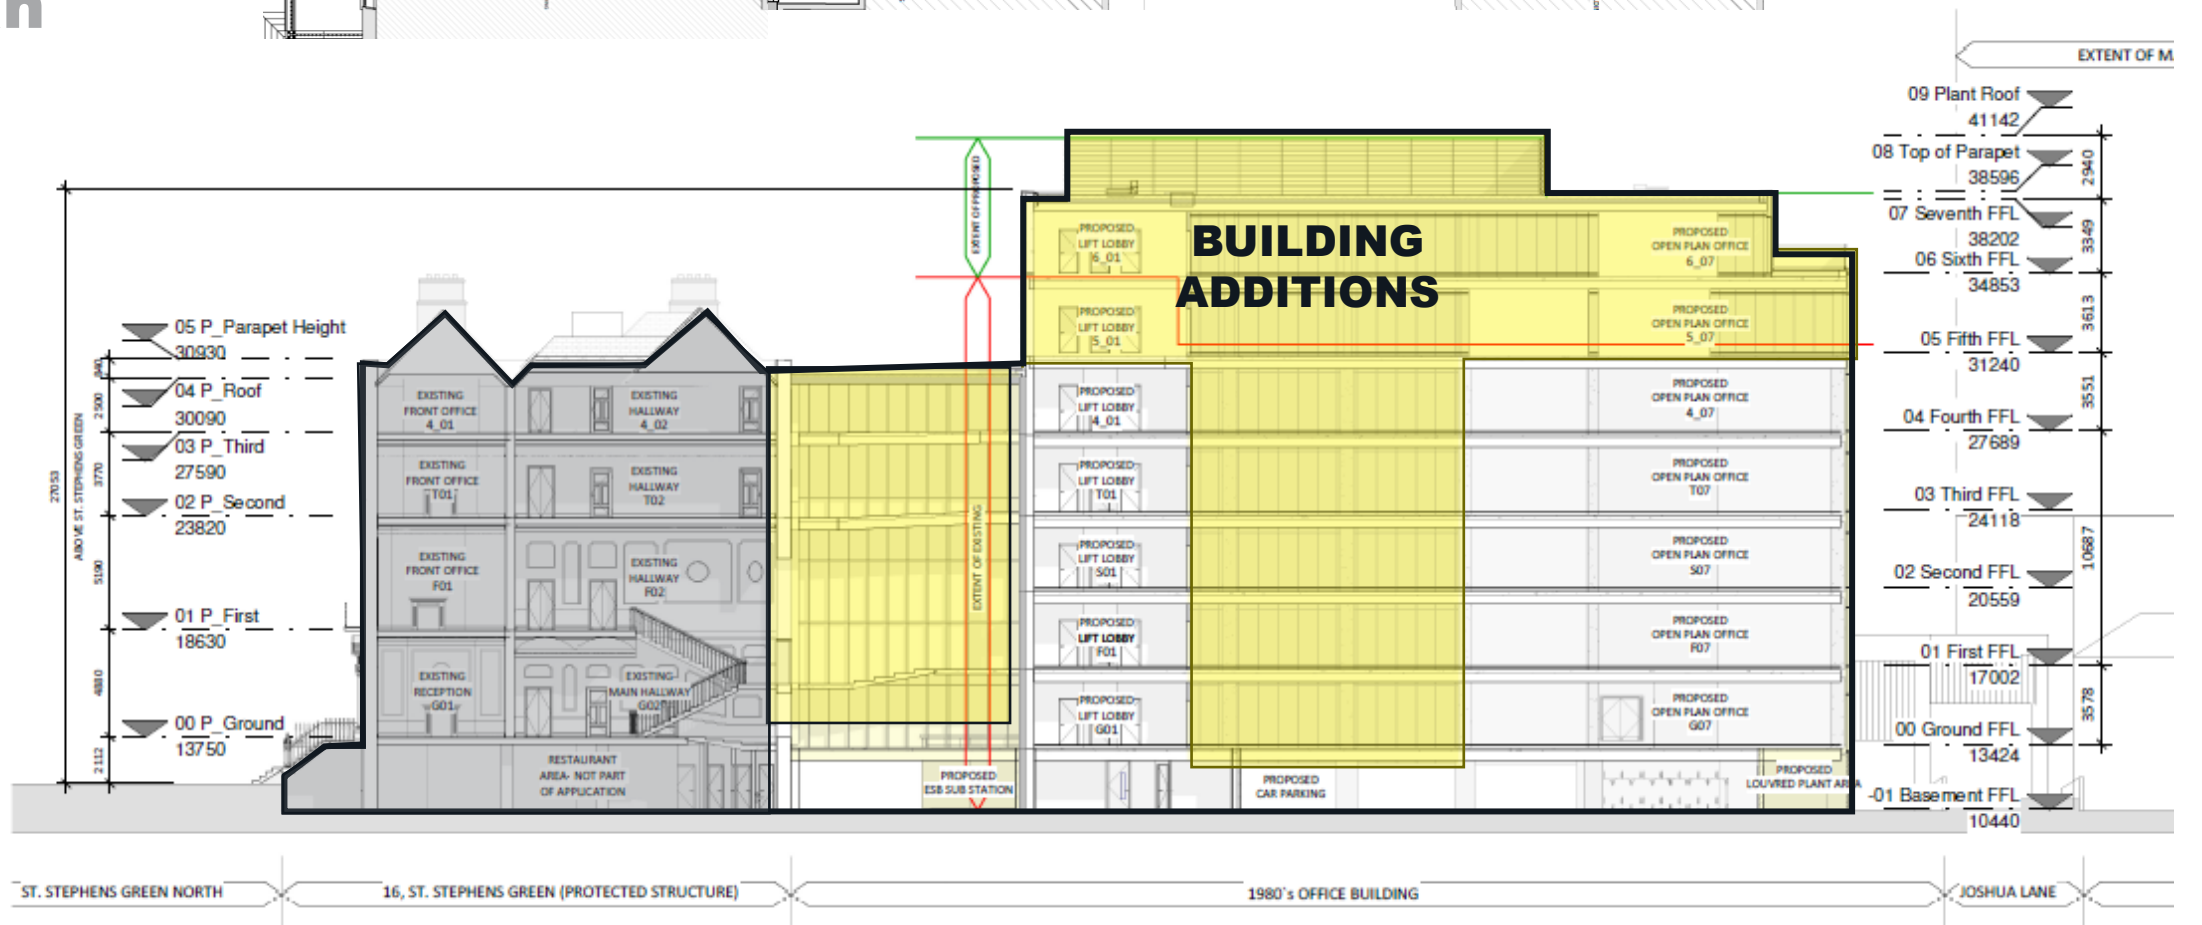 n
EXTENT OF MA
09 Plant Roof
41142
08 Top of Parapet
38596
07 Seventh FFL
38202
06 Sixth FFL
34853
05 Fifth FFL
31240
04 Fourth FFL
27689
03 Third FFL
24118
02 Second FFL
20559
01 First FFL
17002
00 Ground FFL
13424
-01 Basement FFL
10440
2940
3349
3613
3551
10687
3578
05 P_Parapet Height
30930
04 P_Roof
30090
03 P_Third
27590
02 P_Second
23820
01 P_First
18630
00 P_Ground
13750
27053
ABOVE ST. STEPHENS GREEN
840
2500
3770
5190
4880
2112
EXTENT OF PROPOSED
EXTENT OF EXISTING
BUILDING
ADDITIONS
PROPOSED
LIFT LOBBY
6_01
PROPOSED
OPEN PLAN OFFICE
6_07
PROPOSED
LIFT LOBBY
5_01
PROPOSED
OPEN PLAN OFFICE
5_07
EXISTING
FRONT OFFICE
4_01
EXISTING
HALLWAY
4_02
PROPOSED
LIFT LOBBY
4_01
PROPOSED
OPEN PLAN OFFICE
4_07
EXISTING
FRONT OFFICE
T01
EXISTING
HALLWAY
T02
PROPOSED
LIFT LOBBY
T01
PROPOSED
OPEN PLAN OFFICE
T07
EXISTING
FRONT OFFICE
F01
EXISTING
HALLWAY
F02
PROPOSED
LIFT LOBBY
S01
PROPOSED
OPEN PLAN OFFICE
S07
PROPOSED
LIFT LOBBY
F01
PROPOSED
OPEN PLAN OFFICE
F07
EXISTING
RECEPTION
G01
EXISTING
MAIN HALLWAY
G02
PROPOSED
LIFT LOBBY
G01
PROPOSED
OPEN PLAN OFFICE
G07
RESTAURANT
AREA- NOT PART
OF APPLICATION
PROPOSED
ESB SUB STATION
PROPOSED
CAR PARKING
PROPOSED
LOUVRED PLANT AREA
ST. STEPHENS GREEN NORTH
16, ST. STEPHENS GREEN (PROTECTED STRUCTURE)
1980`s OFFICE BUILDING
JOSHUA LANE